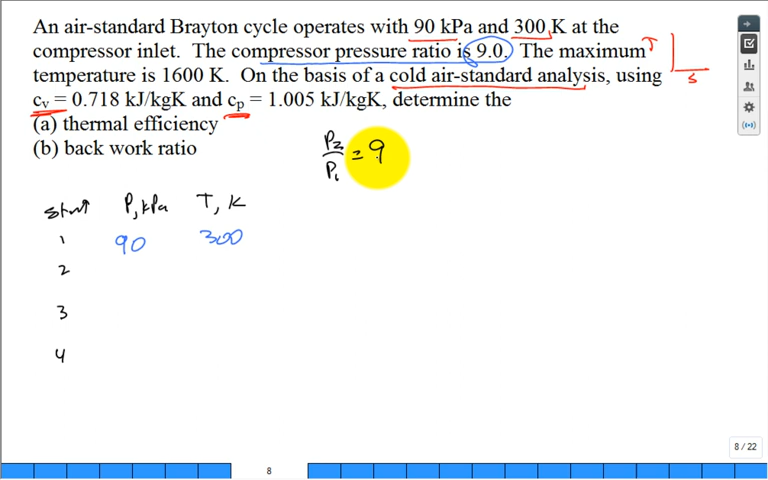 An air-standard Brayton cycle operates with 90 kPa and 300 K at the
compressor inlet. The compressor pressure ratio is 9.0. The maximum
temperature is 1600 K. On the basis of a cold air-standard analysis, using
cv = 0.718 kJ/kgK and cp = 1.005 kJ/kgK, determine the
(a) thermal efficiency
(b) back work ratio
T
s
P2/P1 = 9
P, kPa T, K
1 90 300
2
3
4
8
8 / 22